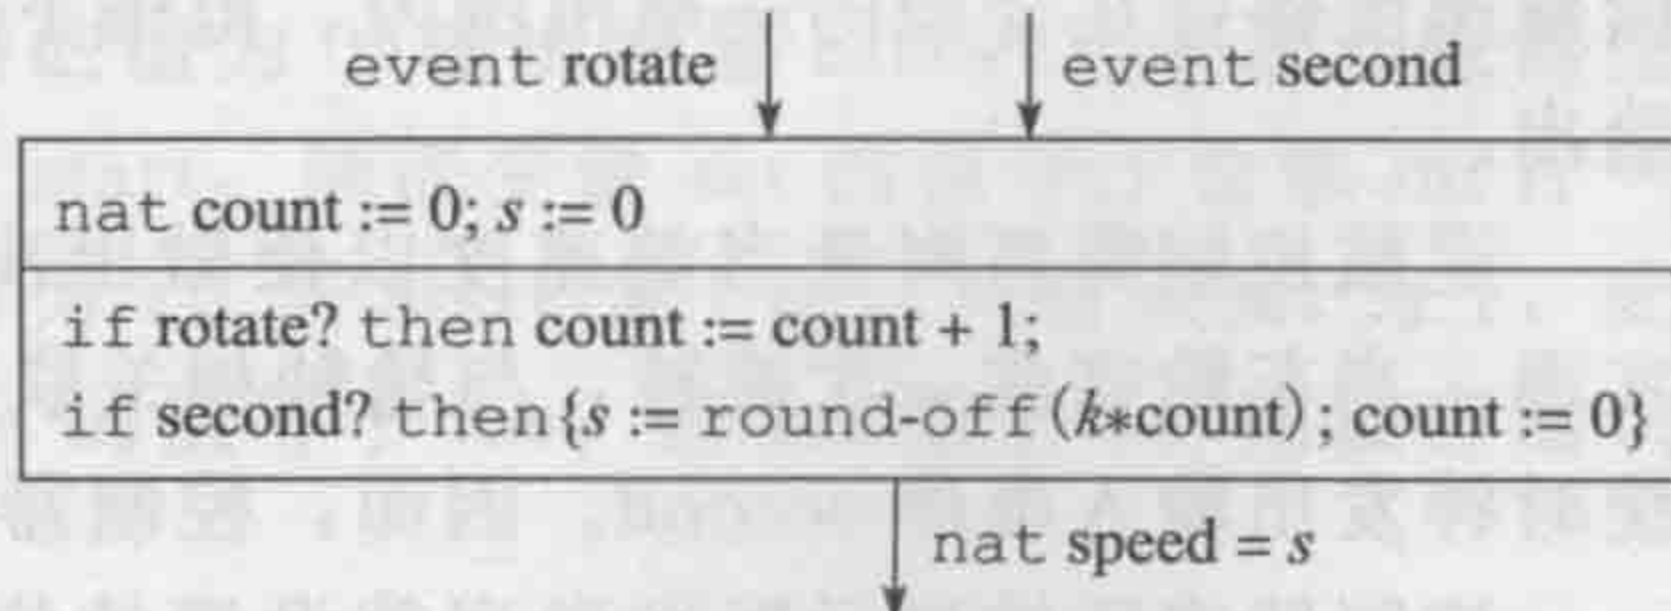 event rotate
event second
nat count := 0; s := 0
if rotate? then count := count + 1;
if second? then{s := round-off(k*count); count := 0}
nat speed = s